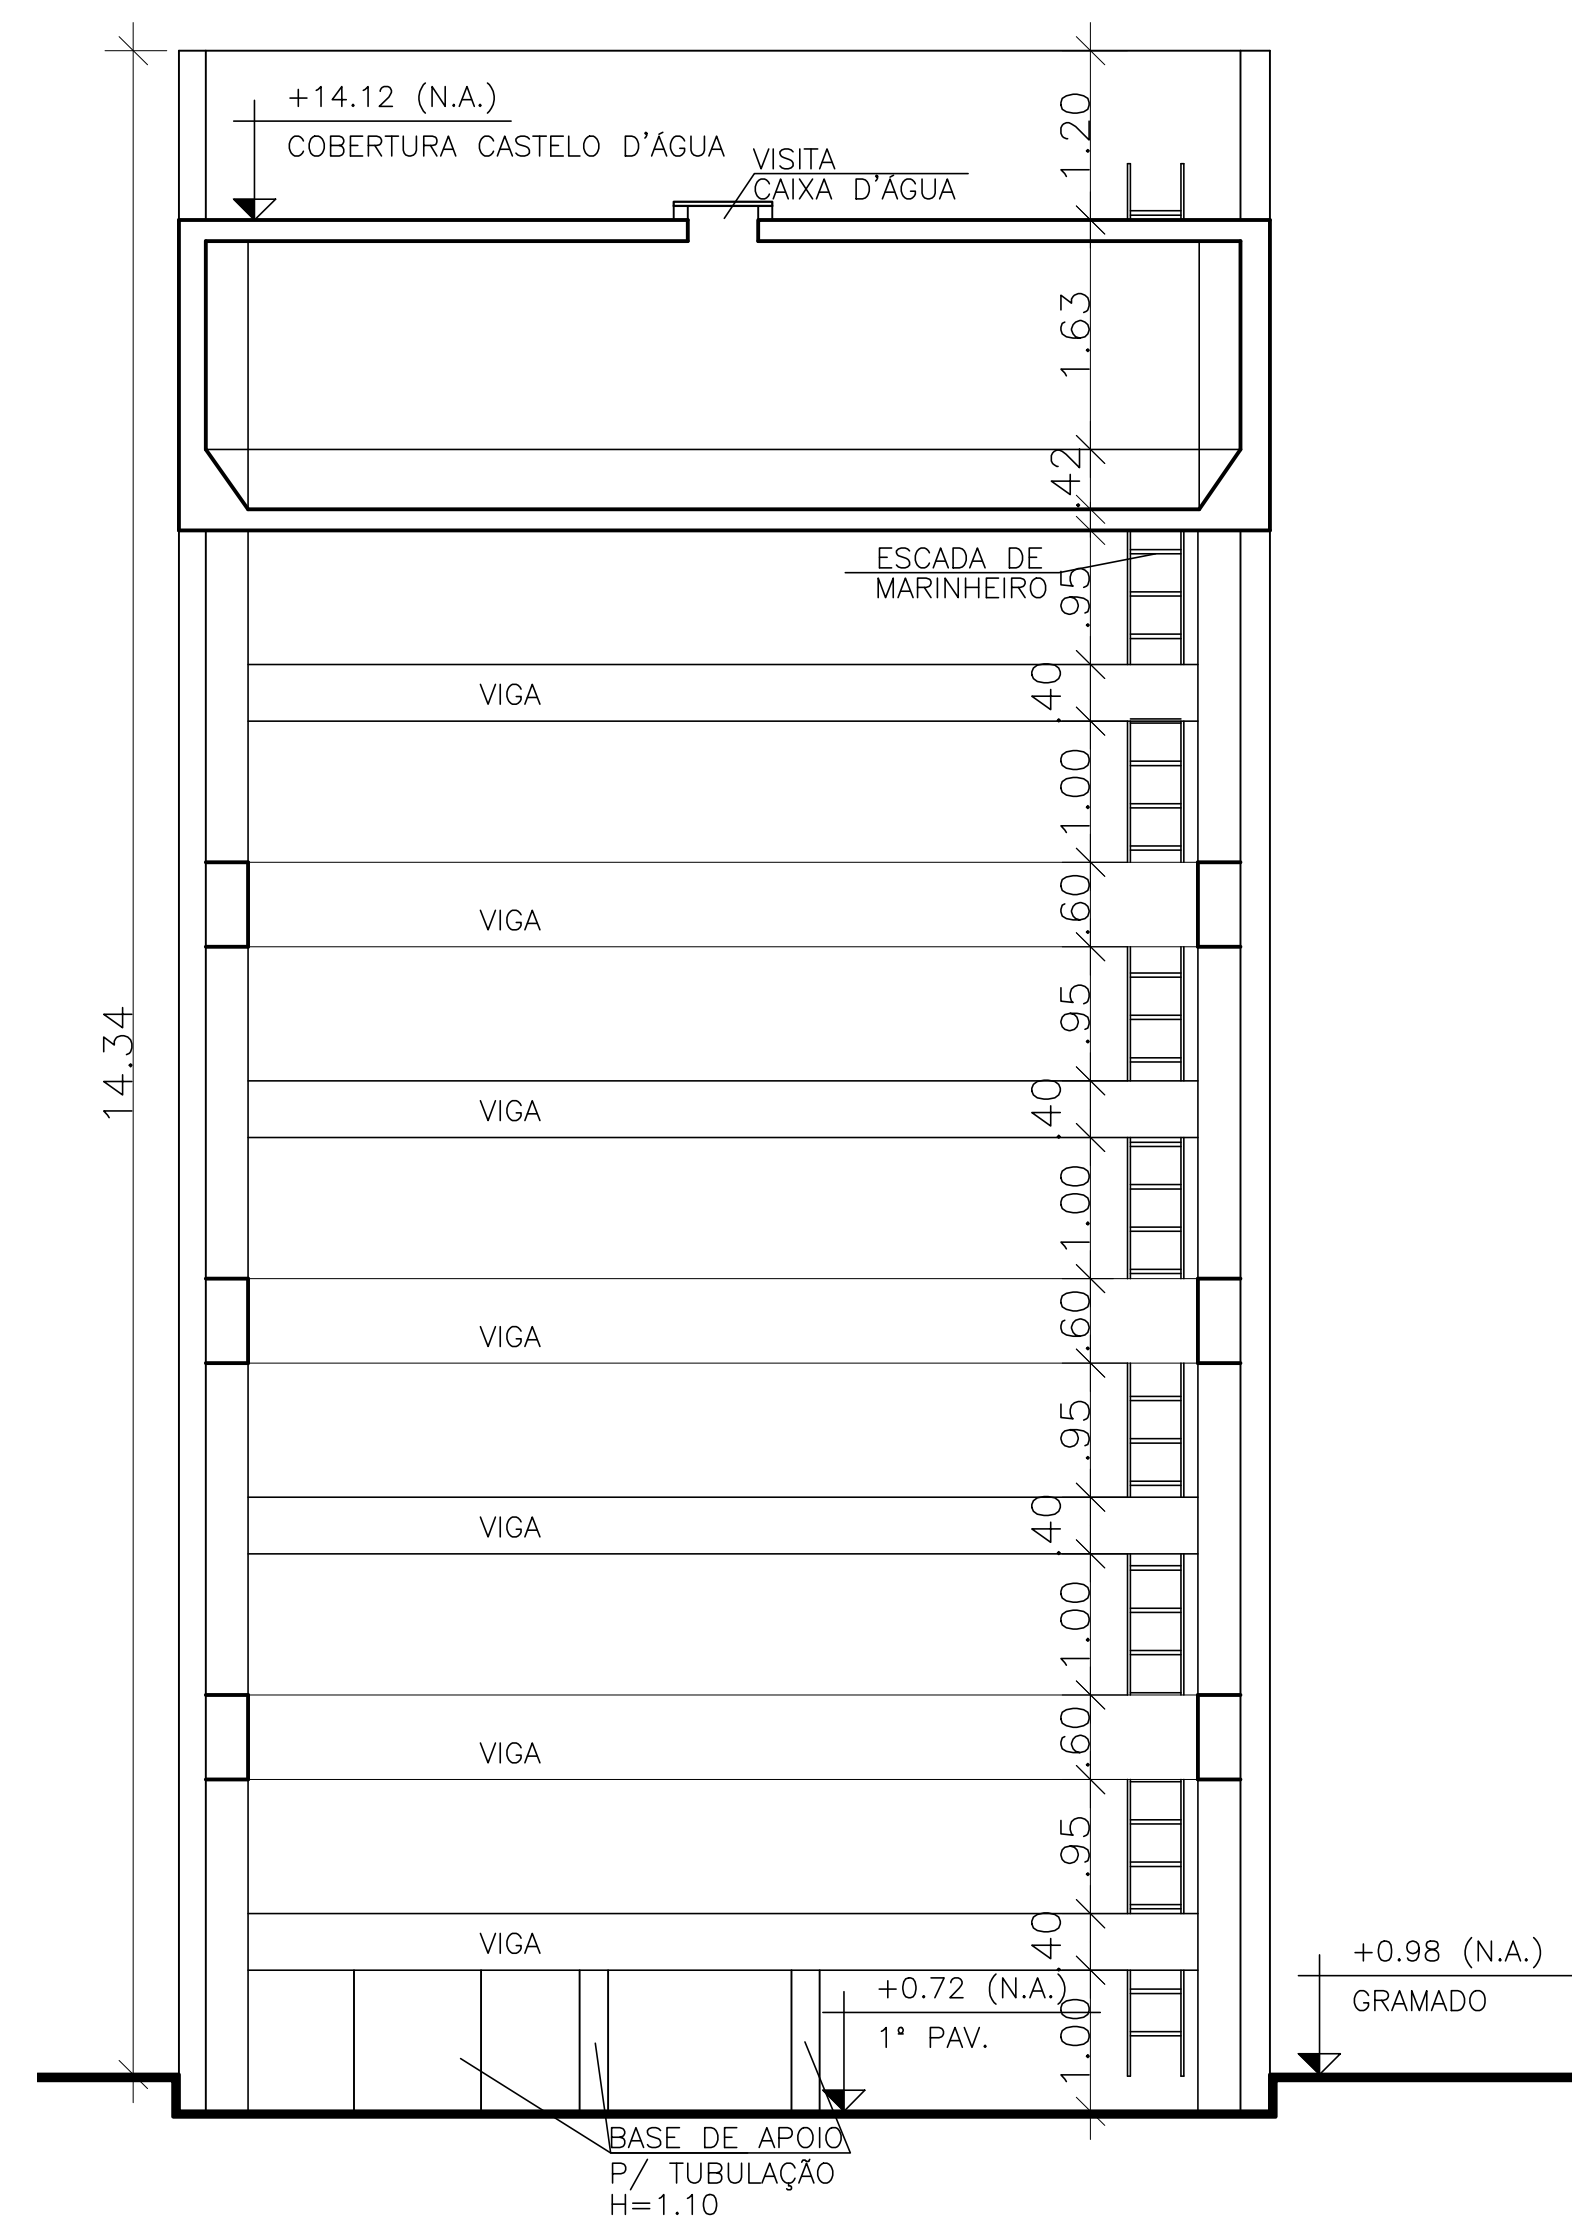 +14.12 (N.A.)
COBERTURA CASTELO D'ÁGUA
VISITA
CAIXA D'ÁGUA
1.20
1.63
.42
ESCADA DE
MARINHEIRO
.95
VIGA
.40
1.00
VIGA
.60
.95
14.34
VIGA
.40
1.00
VIGA
.60
.95
VIGA
.40
1.00
VIGA
.60
.95
VIGA
.40
+0.98 (N.A.)
GRAMADO
+0.72 (N.A.)
1° PAV.
1.00
BASE DE APOIO
P/ TUBULAÇÃO
H=1.10